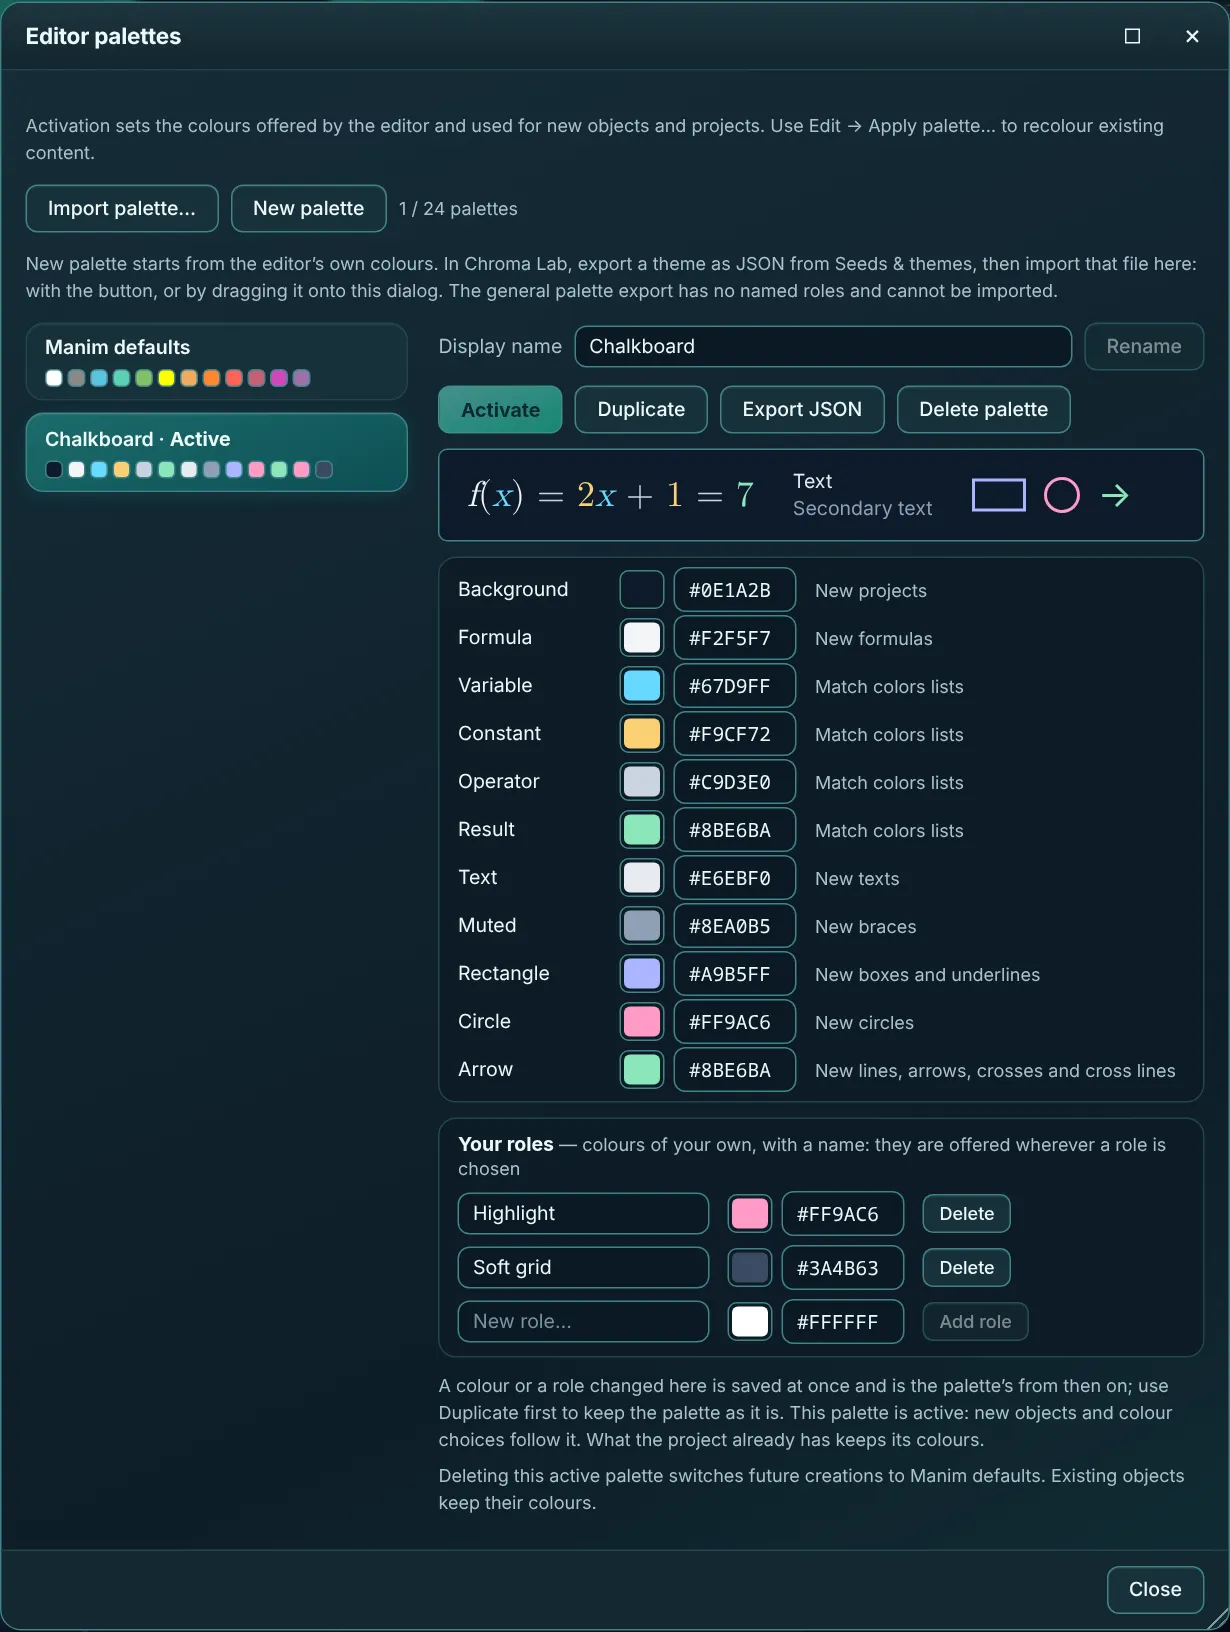 Editor palettes
Activation sets the colours offered by the editor and used for new objects and projects. Use Edit → Apply palette... to recolour existing
content.
Import palette...
New palette
1 / 24 palettes
New palette starts from the editor's own colours. In Chroma Lab, export a theme as JSON from Seeds & themes, then import that file here:
with the button, or by dragging it onto this dialog. The general palette export has no named roles and cannot be imported.
Manim defaults
Chalkboard · Active
Display name
Chalkboard
Rename
Activate
Duplicate
Export JSON
Delete palette
f(x) = 2x + 1 = 7
Text
Secondary text
Background #0E1A2B New projects
Formula #F2F5F7 New formulas
Variable #67D9FF Match colors lists
Constant #F9CF72 Match colors lists
Operator #C9D3E0 Match colors lists
Result #8BE6BA Match colors lists
Text #E6EBF0 New texts
Muted #8EA0B5 New braces
Rectangle #A9B5FF New boxes and underlines
Circle #FF9AC6 New circles
Arrow #8BE6BA New lines, arrows, crosses and cross lines
Your roles — colours of your own, with a name: they are offered wherever a role is
chosen
Highlight #FF9AC6 Delete
Soft grid #3A4B63 Delete
New role... #FFFFFF Add role
A colour or a role changed here is saved at once and is the palette's from then on; use
Duplicate first to keep the palette as it is. This palette is active: new objects and colour
choices follow it. What the project already has keeps its colours.
Deleting this active palette switches future creations to Manim defaults. Existing objects
keep their colours.
Close